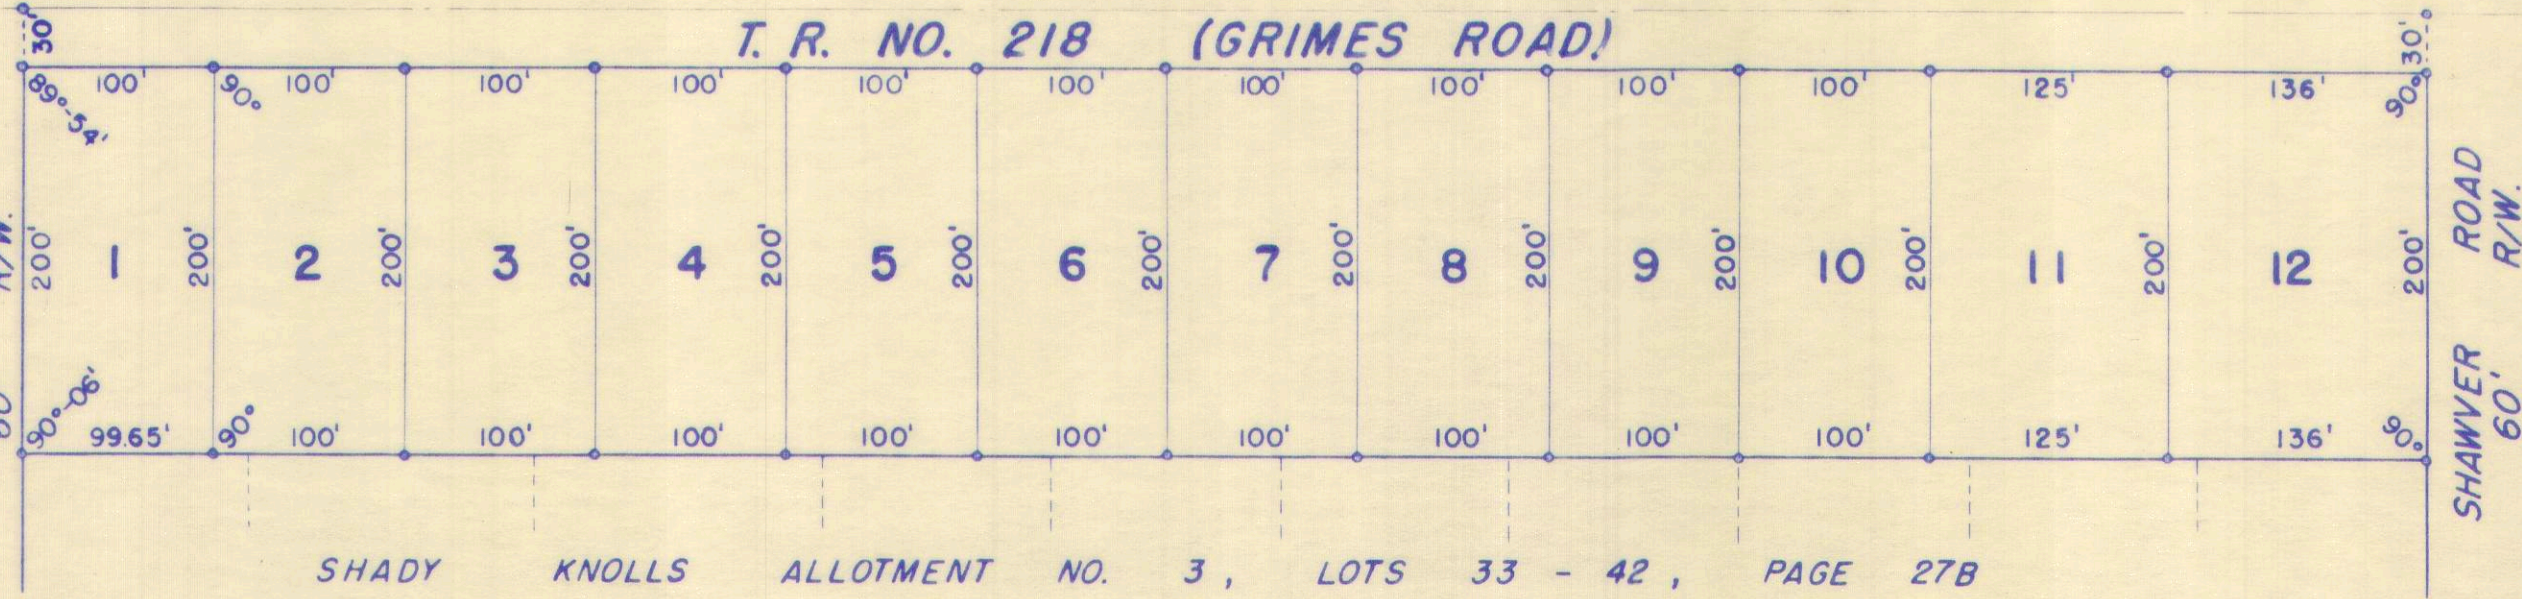 T. R. NO. 218 (GRIMES ROAD)
30' 30'
100' 100' 100' 100' 100' 100' 100' 100' 100' 100' 125' 136'
89°-54' 90° 90°
R/W. 200' 1 200' 2 200' 3 200' 4 200' 5 200' 6 200' 7 200' 8 200' 9 200' 10 200' 11 200' 12 200'
SHAWVER ROAD
60' R/W.
90°-06' 90° 90°
99.65' 100' 100' 100' 100' 100' 100' 100' 100' 100' 125' 136'
SHADY KNOLLS ALLOTMENT NO. 3, LOTS 33 - 42, PAGE 27B